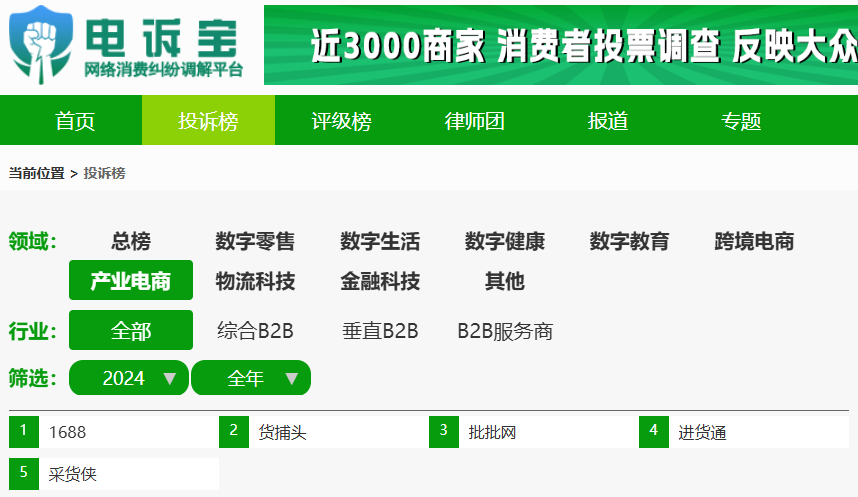 电诉宝
网络消费纠纷调解平台
近3000商家 消费者投票调查 反映大众
首页 投诉榜 评级榜 律师团 报道 专题
当前位置 > 投诉榜
领域： 总榜 数字零售 数字生活 数字健康 数字教育 跨境电商
产业电商 物流科技 金融科技 其他
行业： 全部 综合B2B 垂直B2B B2B服务商
筛选： 2024 ▼ 全年 ▼
1 1688 2 货捕头 3 批批网 4 进货通
5 采货侠